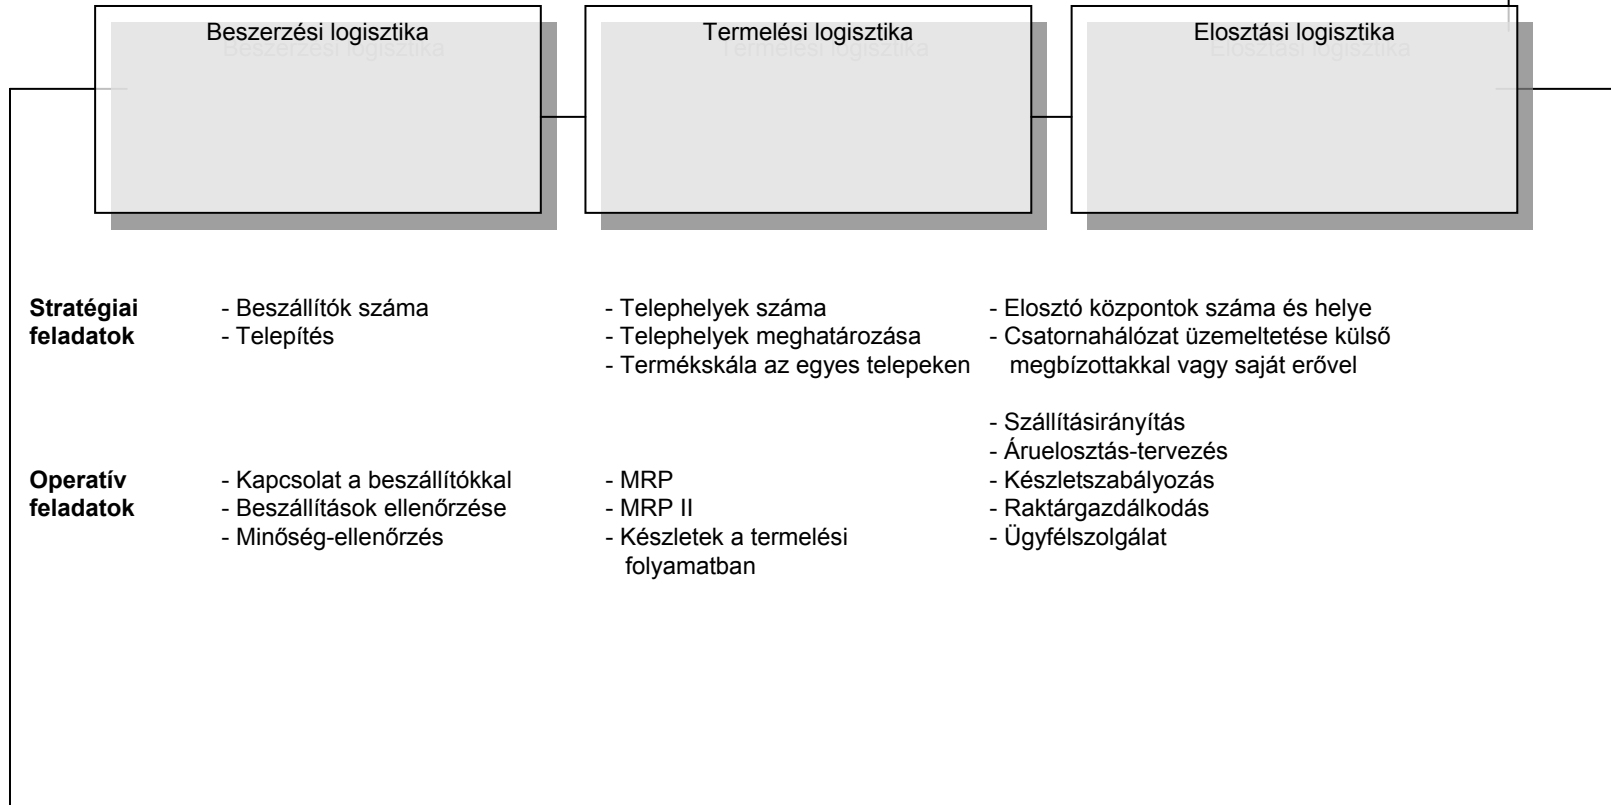 Beszerzési logisztika
Termelési logisztika
Elosztási logisztika
Stratégiai
feladatok
- Beszállítók száma
- Telepítés
- Telephelyek száma
- Telephelyek meghatározása
- Termékskála az egyes telepeken
- Elosztó központok száma és helye
- Csatornahálózat üzemeltetése külső
megbízottakkal vagy saját erővel
Operatív
feladatok
- Kapcsolat a beszállítókkal
- Beszállítások ellenőrzése
- Minőség-ellenőrzés
- MRP
- MRP II
- Készletek a termelési
folyamatban
- Szállításirányítás
- Áruelosztás-tervezés
- Készletszabályozás
- Raktárgazdálkodás
- Ügyfélszolgálat